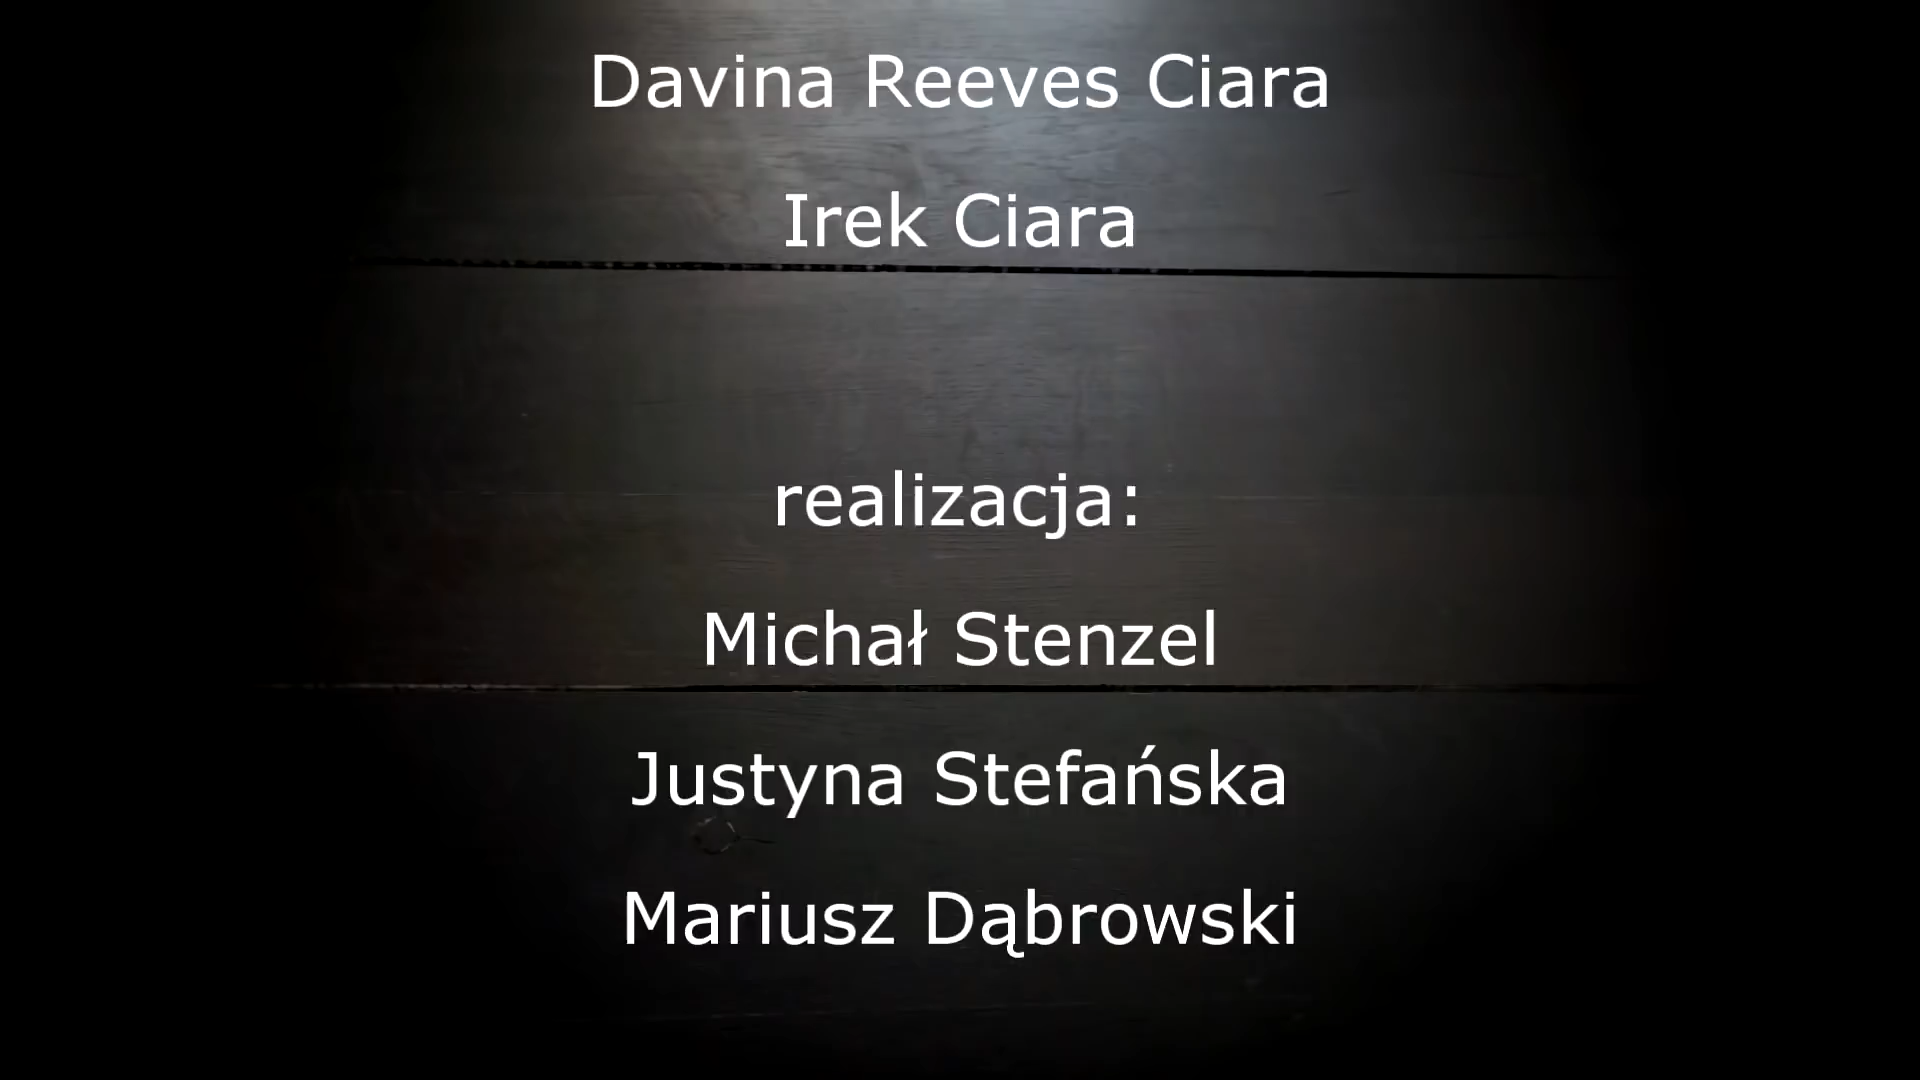 Davina Reeves Ciara
Irek Ciara
realizacja:
Michał Stenzel
Justyna Stefańska
Mariusz Dąbrowski